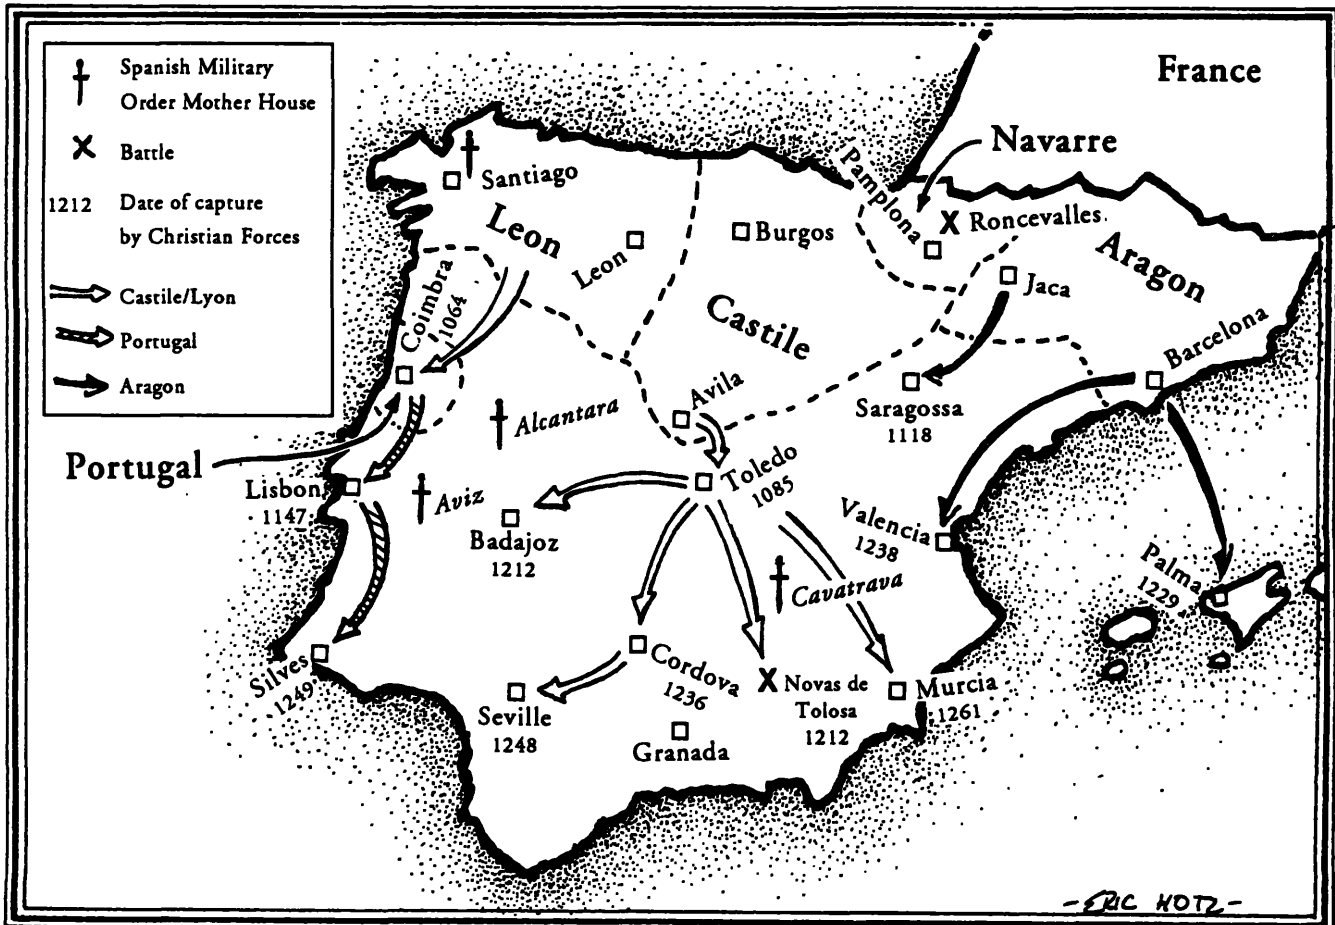 Spanish Military
Order Mother House
Battle
1212
Date of capture
by Christian Forces
Castile/Lyon
Portugal
Aragon
France
Navarre
Pamplona
Roncevalles
Santiago
Leon
Leon
Burgos
Castile
Aragon
Jaca
Barcelona
Coimbra
1064
Saragossa
1118
Avila
Alcantara
Portugal
Lisbon
1147
Aviz
Badajoz
1212
Toledo
1085
Valencia
1238
Palma
1229
Cavatrava
Silves
1249
Seville
1248
Cordova
1236
Granada
Novas de
Tolosa
1212
Murcia
1261
-ERIC HOTZ-